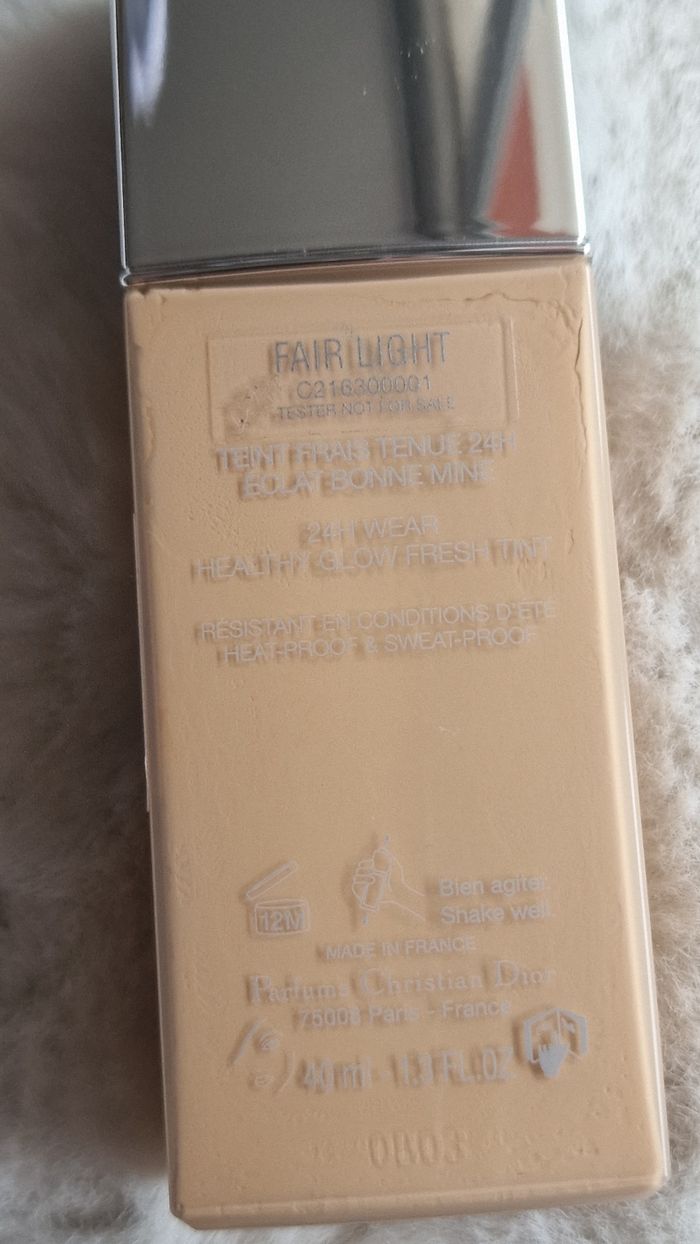 FAIR LIGHT
C216300001
TESTER NOT FOR SALE
TEINT FRAIS TENUE 24H
ÉCLAT BONNE MINE
24H WEAR
HEALTHY GLOW FRESH TINT
RÉSISTANT EN CONDITIONS D'ÉTÉ
HEAT-PROOF & SWEAT-PROOF
12M
Bien agiter.
Shake well.
MADE IN FRANCE
Parfums Christian Dior
75008 Paris - France
40 ml - 1.3 FL.OZ
0B03